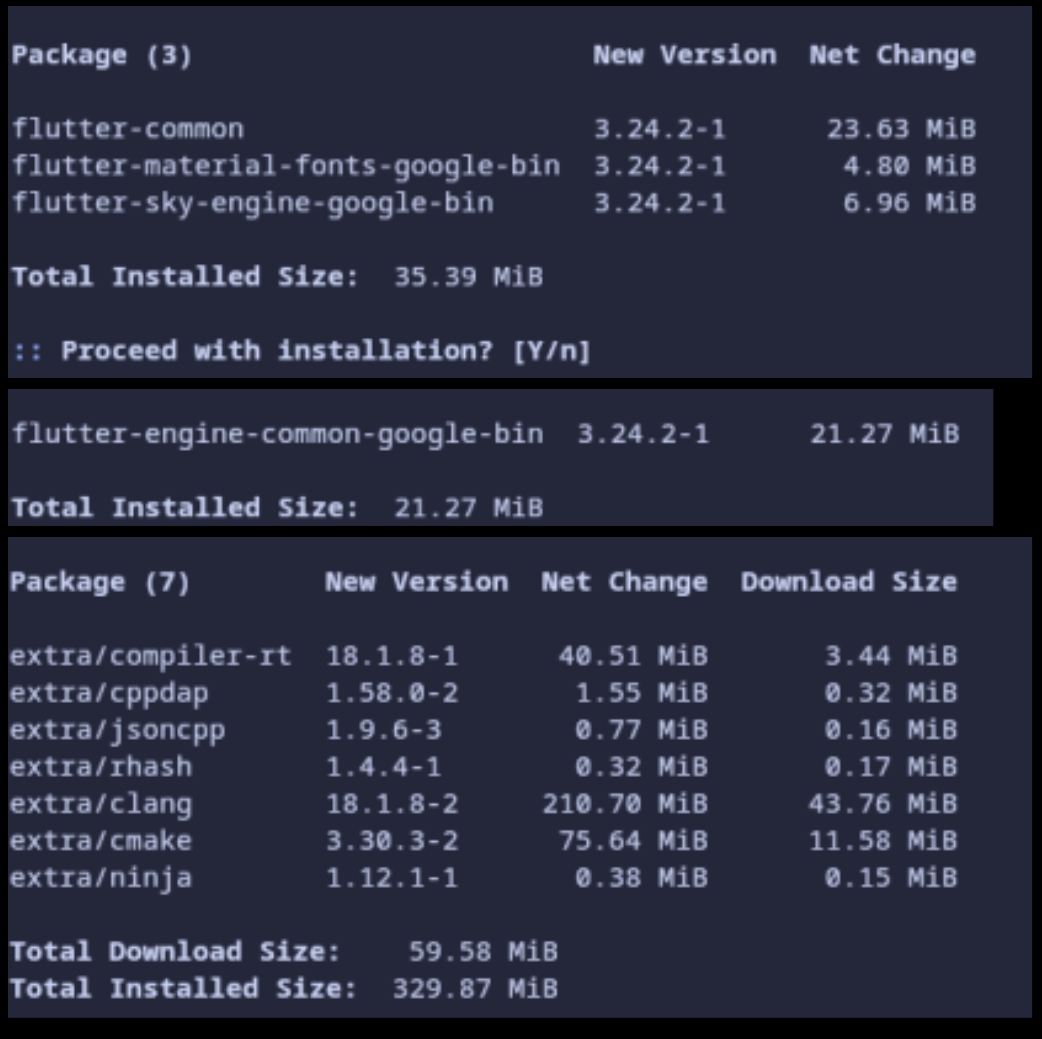 Package (3) New Version Net Change
flutter-common 3.24.2-1 23.63 MiB
flutter-material-fonts-google-bin 3.24.2-1 4.80 MiB
flutter-sky-engine-google-bin 3.24.2-1 6.96 MiB
Total Installed Size: 35.39 MiB
:: Proceed with installation? [Y/n]
flutter-engine-common-google-bin 3.24.2-1 21.27 MiB
Total Installed Size: 21.27 MiB
Package (7) New Version Net Change Download Size
extra/compiler-rt 18.1.8-1 40.51 MiB 3.44 MiB
extra/cppdap 1.58.0-2 1.55 MiB 0.32 MiB
extra/jsoncpp 1.9.6-3 0.77 MiB 0.16 MiB
extra/rhash 1.4.4-1 0.32 MiB 0.17 MiB
extra/clang 18.1.8-2 210.70 MiB 43.76 MiB
extra/cmake 3.30.3-2 75.64 MiB 11.58 MiB
extra/ninja 1.12.1-1 0.38 MiB 0.15 MiB
Total Download Size: 59.58 MiB
Total Installed Size: 329.87 MiB